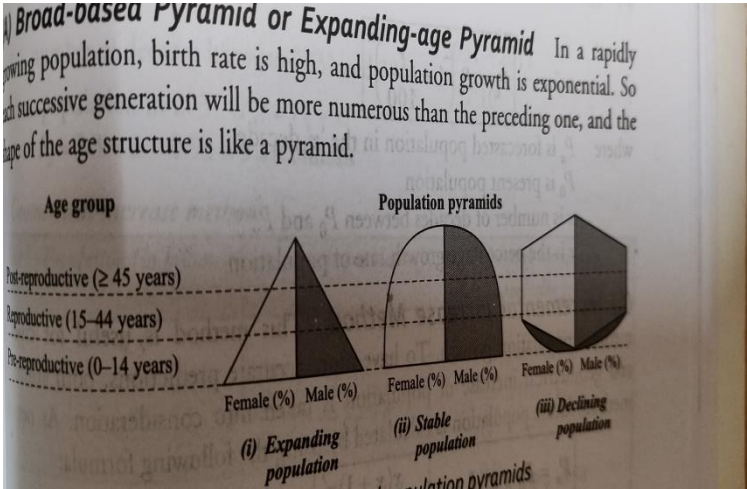 A) Broad-based Pyramid or Expanding-age Pyramid In a rapidly
population, birth rate is high, and population growth is exponential. So
successive generation will be more numerous than the preceding one, and the
of the age structure is like a pyramid.
Age group
Population pyramids
Post-reproductive (≥ 45 years)
Reproductive (15–44 years)
Pre-reproductive (0–14 years)
Female (%) Male (%)
Female (%) Male (%)
Female (%) Male (%)
(i) Expanding
population
(ii) Stable
population
(iii) Declining
population
pyramids